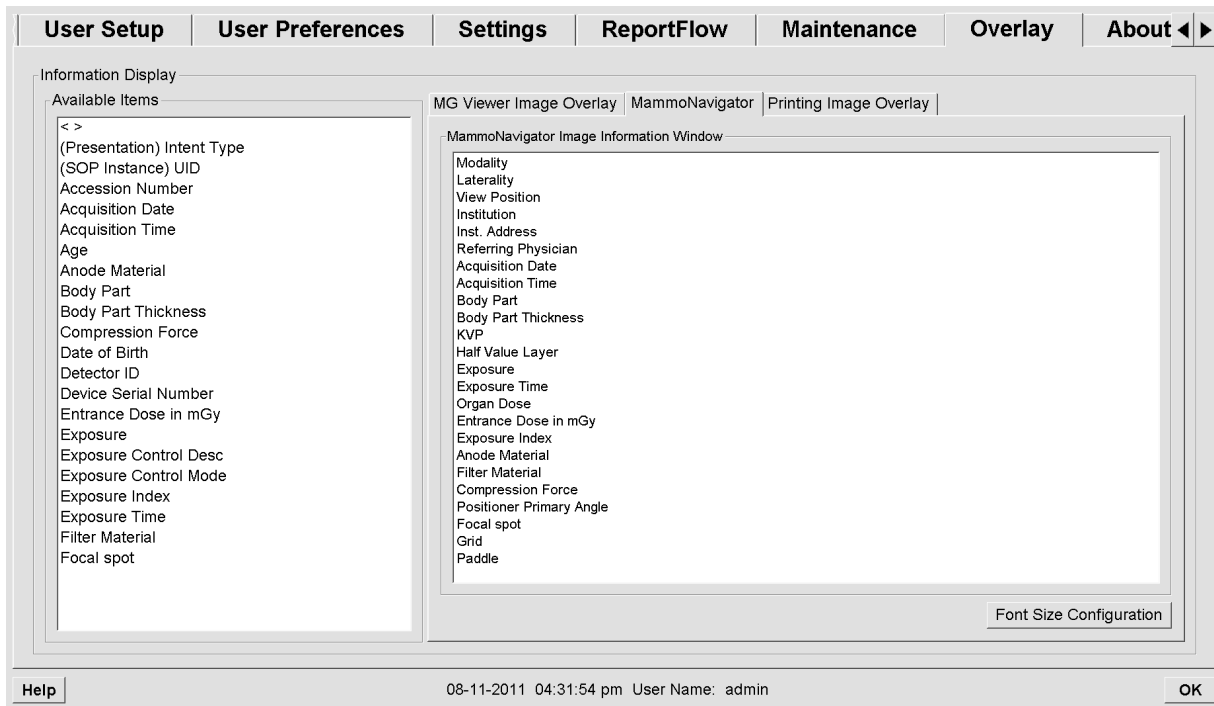 User Setup User Preferences Settings ReportFlow Maintenance Overlay About
Information Display
Available Items
< >
(Presentation) Intent Type
(SOP Instance) UID
Accession Number
Acquisition Date
Acquisition Time
Age
Anode Material
Body Part
Body Part Thickness
Compression Force
Date of Birth
Detector ID
Device Serial Number
Entrance Dose in mGy
Exposure
Exposure Control Desc
Exposure Control Mode
Exposure Index
Exposure Time
Filter Material
Focal spot
MG Viewer Image Overlay MammoNavigator Printing Image Overlay
MammoNavigator Image Information Window
Modality
Laterality
View Position
Institution
Inst. Address
Referring Physician
Acquisition Date
Acquisition Time
Body Part
Body Part Thickness
KVP
Half Value Layer
Exposure
Exposure Time
Organ Dose
Entrance Dose in mGy
Exposure Index
Anode Material
Filter Material
Compression Force
Positioner Primary Angle
Focal spot
Grid
Paddle
Font Size Configuration
Help 08-11-2011 04:31:54 pm User Name: admin OK